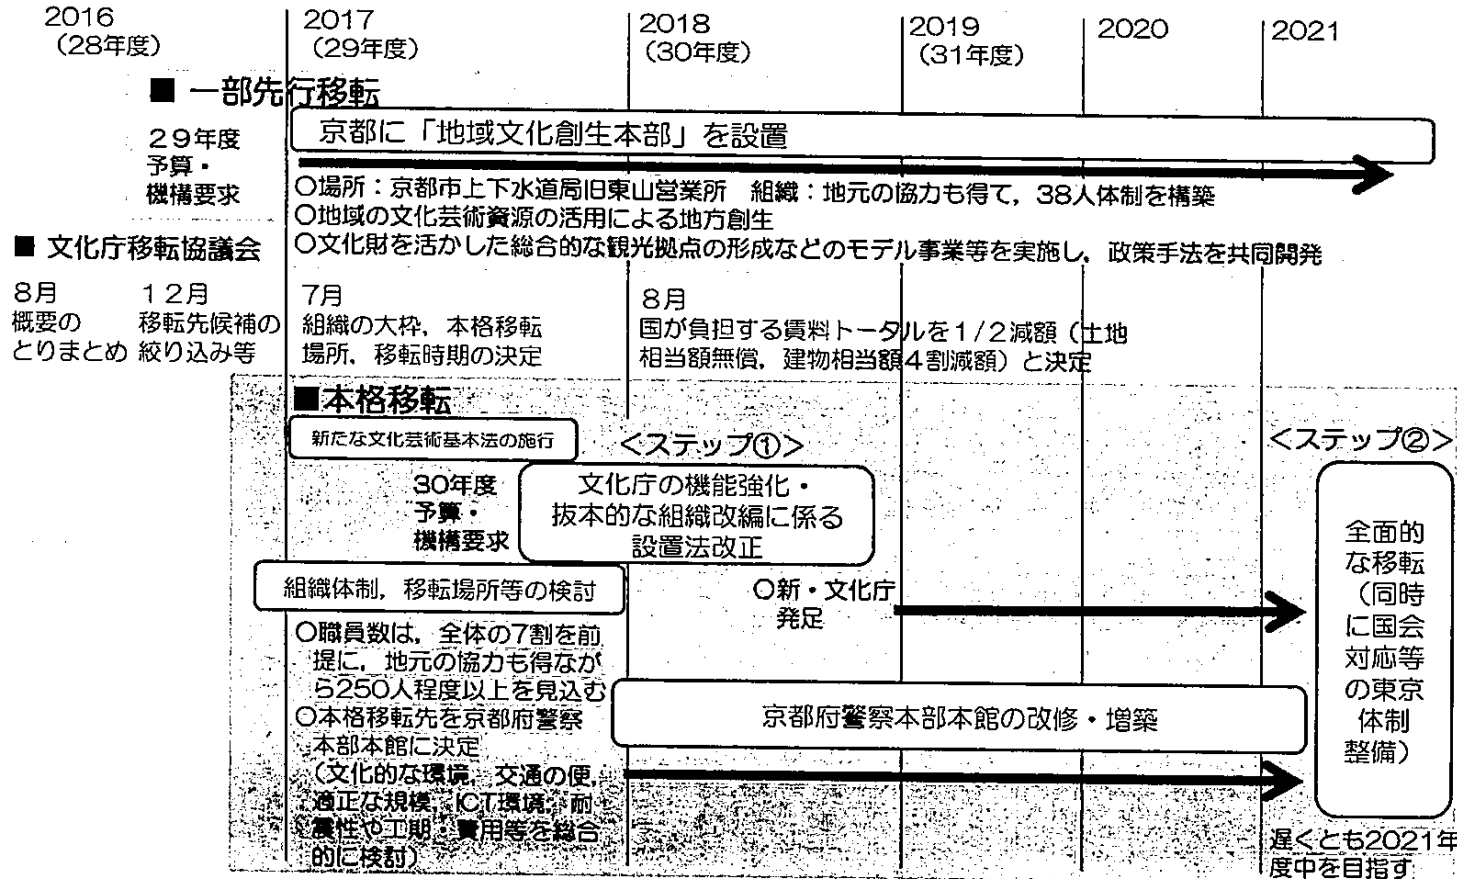 2016
（28年度）
2017
（29年度）
2018
（30年度）
2019
（31年度）
2020
2021
■ 一部先行移転
２９年度
予算・
機構要求
京都に「地域文化創生本部」を設置
○場所：京都市上下水道局旧東山営業所　組織：地元の協力も得て，38人体制を構築
○地域の文化芸術資源の活用による地方創生
○文化財を活かした総合的な観光拠点の形成などのモデル事業等を実施し，政策手法を共同開発
■ 文化庁移転協議会
８月
概要の
とりまとめ
１２月
移転先候補の
絞り込み等
７月
組織の大枠，本格移転
場所，移転時期の決定
８月
国が負担する賃料トータルを１/２減額（土地
相当額無償，建物相当額４割減額）と決定
■本格移転
新たな文化芸術基本法の施行
30年度
予算・
機構要求
＜ステップ①＞
文化庁の機能強化・
抜本的な組織改編に係る
設置法改正
組織体制，移転場所等の検討
○新・文化庁
発足
○職員数は，全体の7割を前
提に，地元の協力も得なが
ら250人程度以上を見込む
○本格移転先を京都府警察
本部本館に決定
（文化的な環境，交通の便，
適正な規模，ICT環境，耐
震性や工期・費用等を総合
的に検討）
京都府警察本部本館の改修・増築
＜ステップ②＞
全面的
な移転
（同時
に国会
対応等
の東京
体制
整備）
遅くとも2021年
度中を目指す